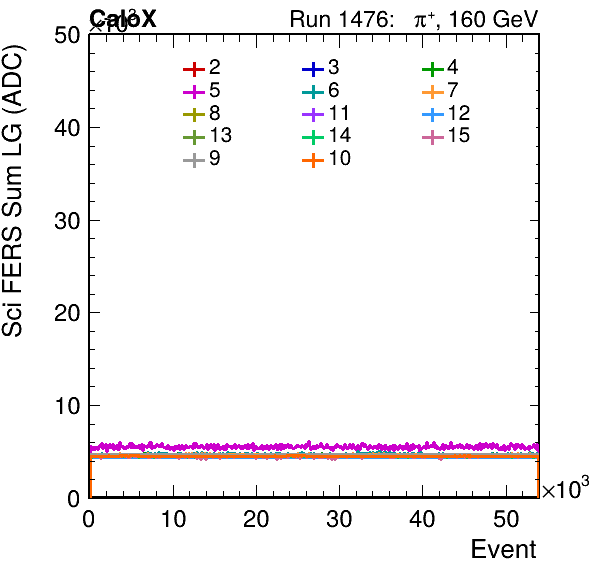 ×10³
CaloX Run 1476: π⁺, 160 GeV
Sci FERS Sum LG (ADC)
50
40
30
20
10
0
2 3 4
5 6 7
8 11 12
13 14 15
9 10
0 10 20 30 40 50
×10³
Event